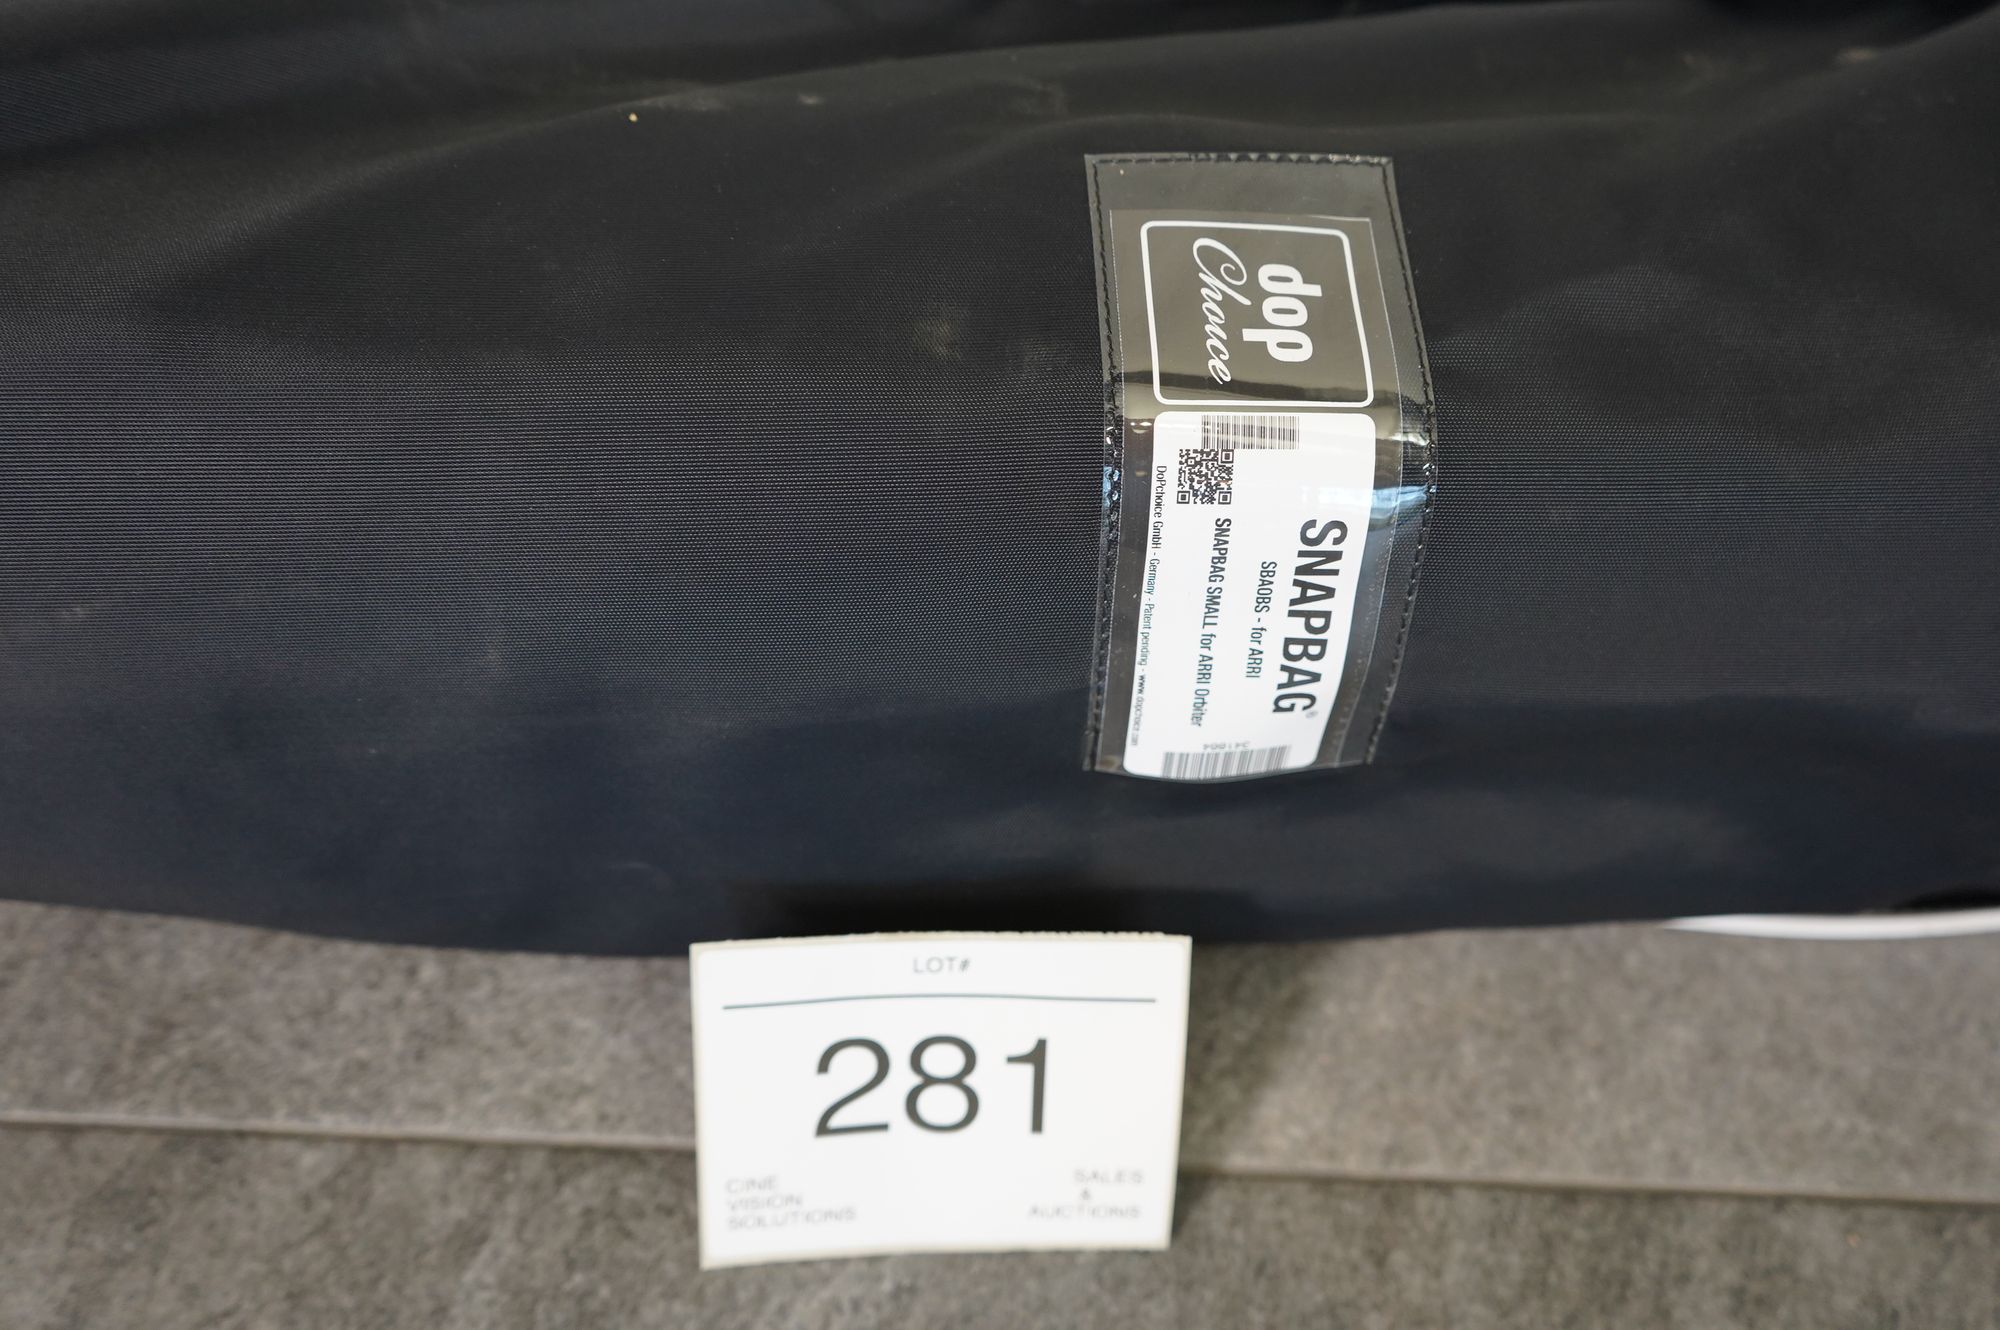 dop
Choice
SNAPBAG®
SBAOBS - for ARRI
SNAPBAG SMALL for ARRI Orbiter
DoPchoice GmbH - Germany - Patent pending - www.dopchoice.com
LOT#
281
CINE
VISION
SOLUTIONS
SALES
&
AUCTIONS